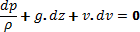 dp/ρ + g.dz + v.dv = 0